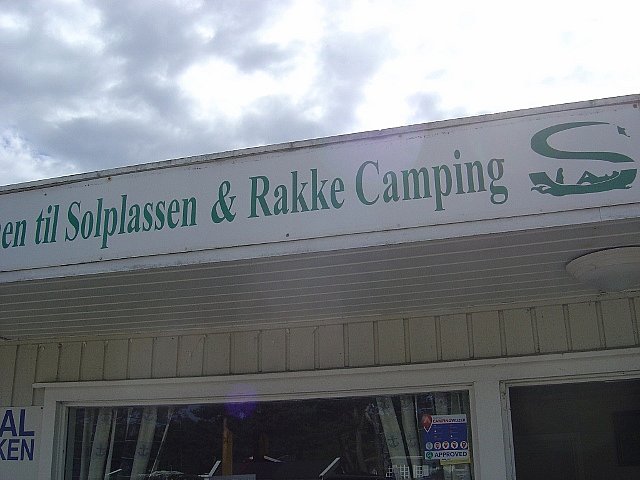 en til Solplassen & Rakke Camping
AL
KEN
APPROVED